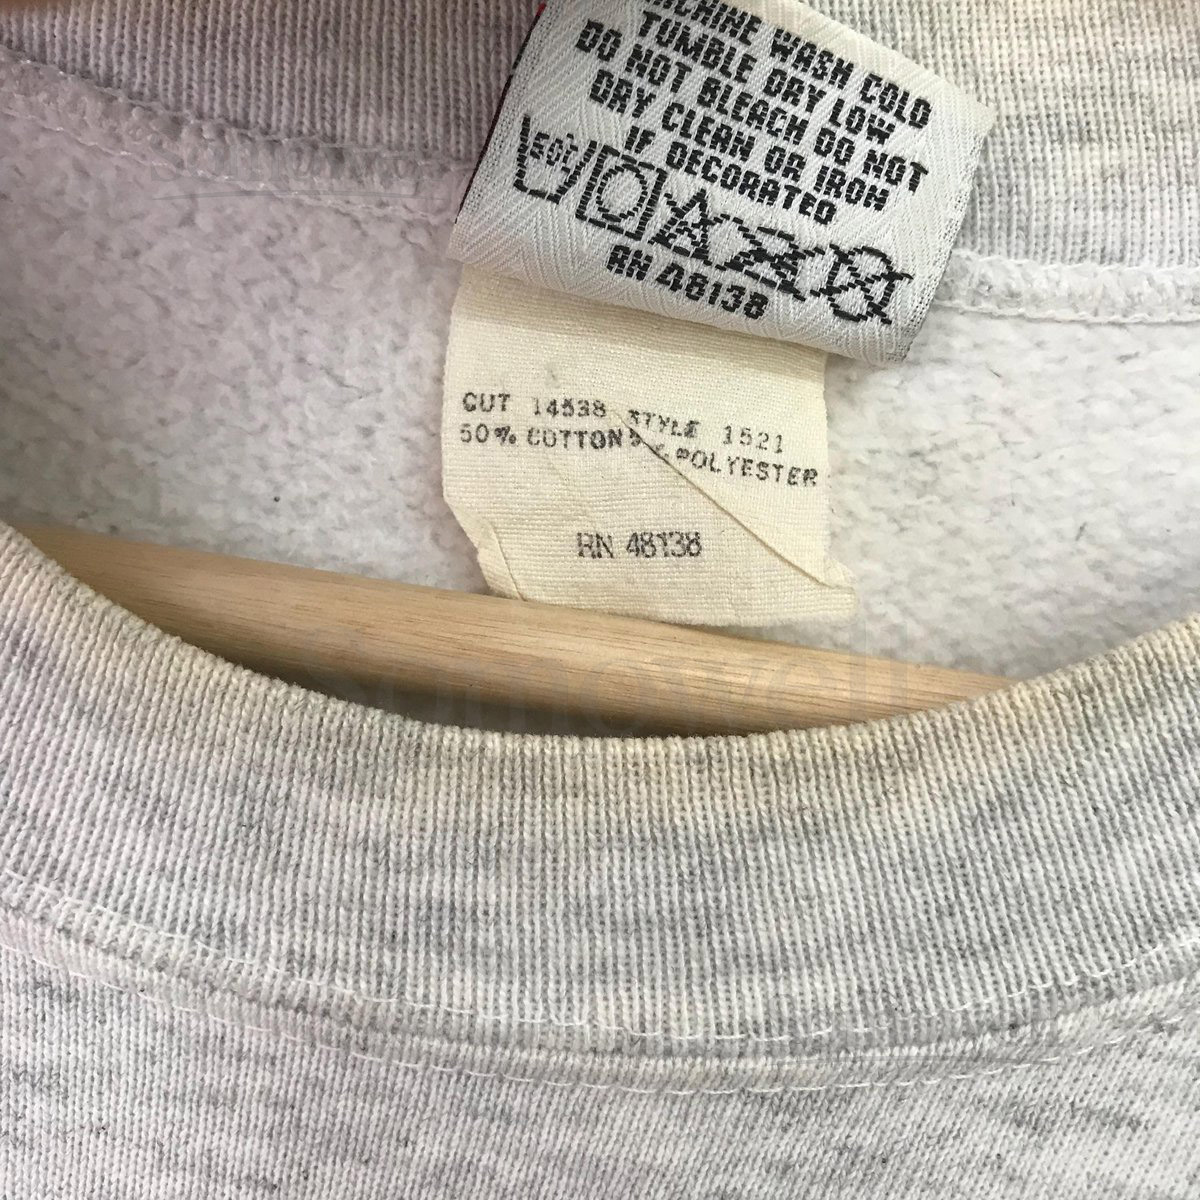 MACHINE WASH COLD
TUMBLE DRY LOW
DO NOT BLEACH DO NOT
DRY CLEAN OR IRON
IF DECORATED
RN 48138
CUT 14538 STYLE 1521
50% COTTON POLYESTER
RN 48138